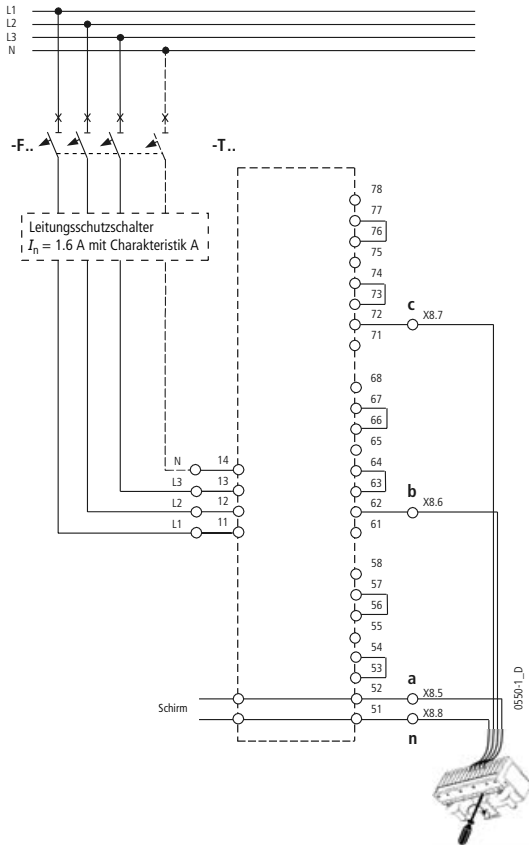 L1
L2
L3
N
-F..
-T..
Leitungsschutzschalter
In = 1.6 A mit Charakteristik A
78
77
76
75
74
73
72
c
X8.7
71
68
67
66
65
64
63
62
b
X8.6
61
58
57
56
55
54
53
52
a
X8.5
51
X8.8
n
N
14
L3
13
L2
12
L1
11
Schirm
0550-1_D